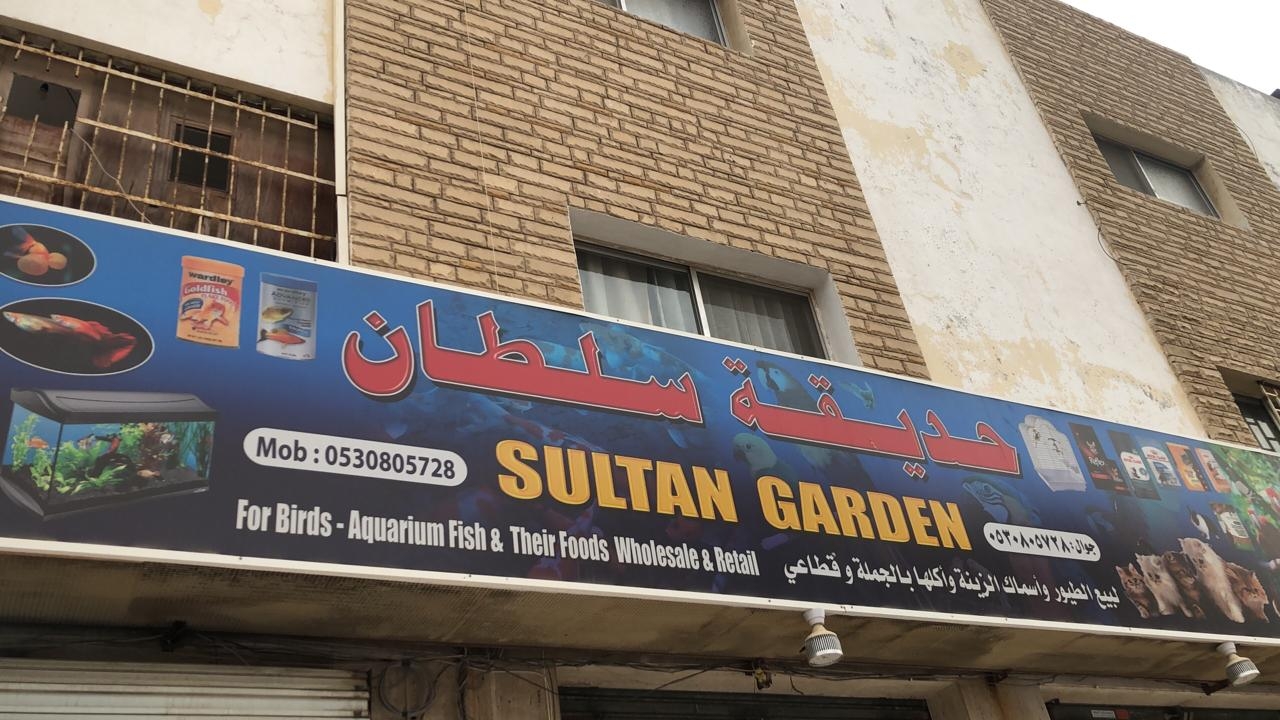 حديقة سلطان
SULTAN GARDEN
Mob : 0530805728
جوال: ٠٥٣٠٨٠٥٧٢٨
For Birds - Aquarium Fish & Their Foods Wholesale & Retail
لبيع الطيور وأسماك الزينة وأكلها بالجملة و قطاعي
wardley
Goldfish
ADVANCED